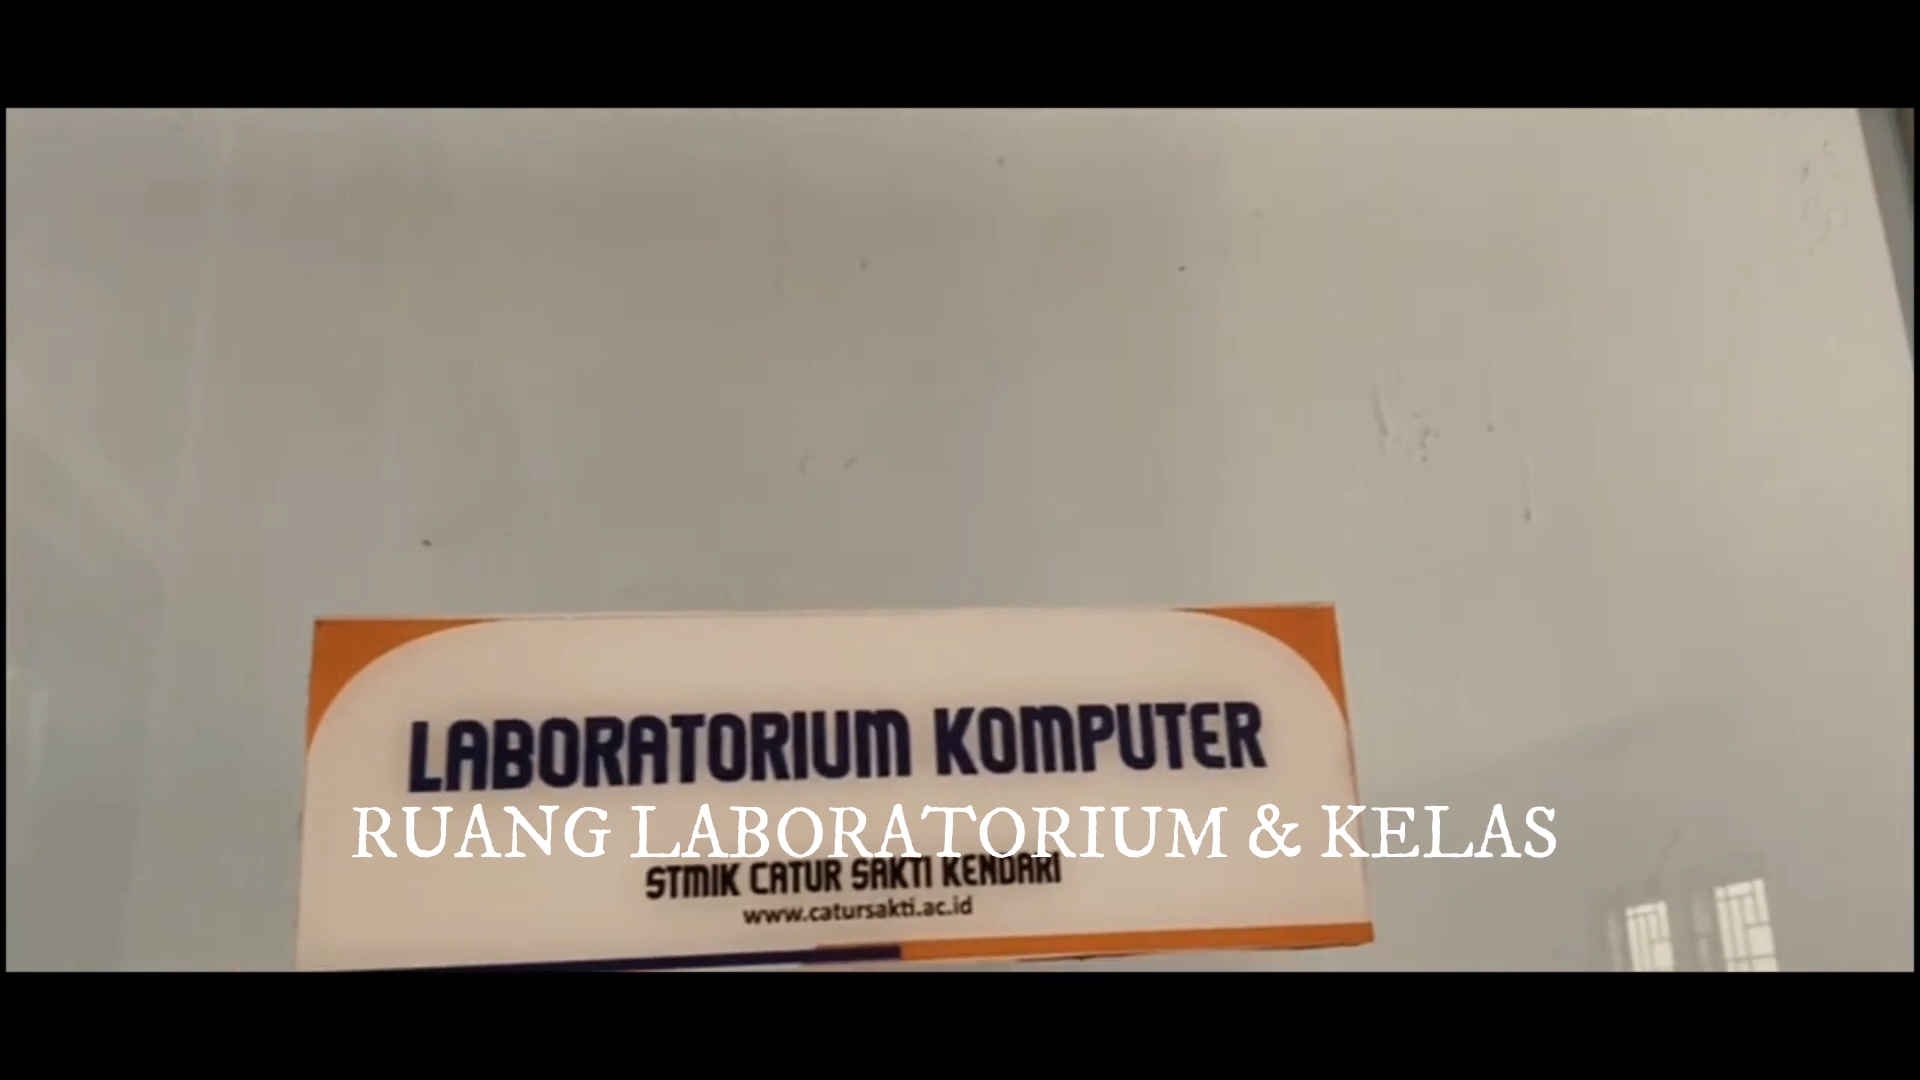 LABORATORIUM KOMPUTER
RUANG LABORATORIUM & KELAS
STMIK CATUR SAKTI KENDARI
www.catursakti.ac.id